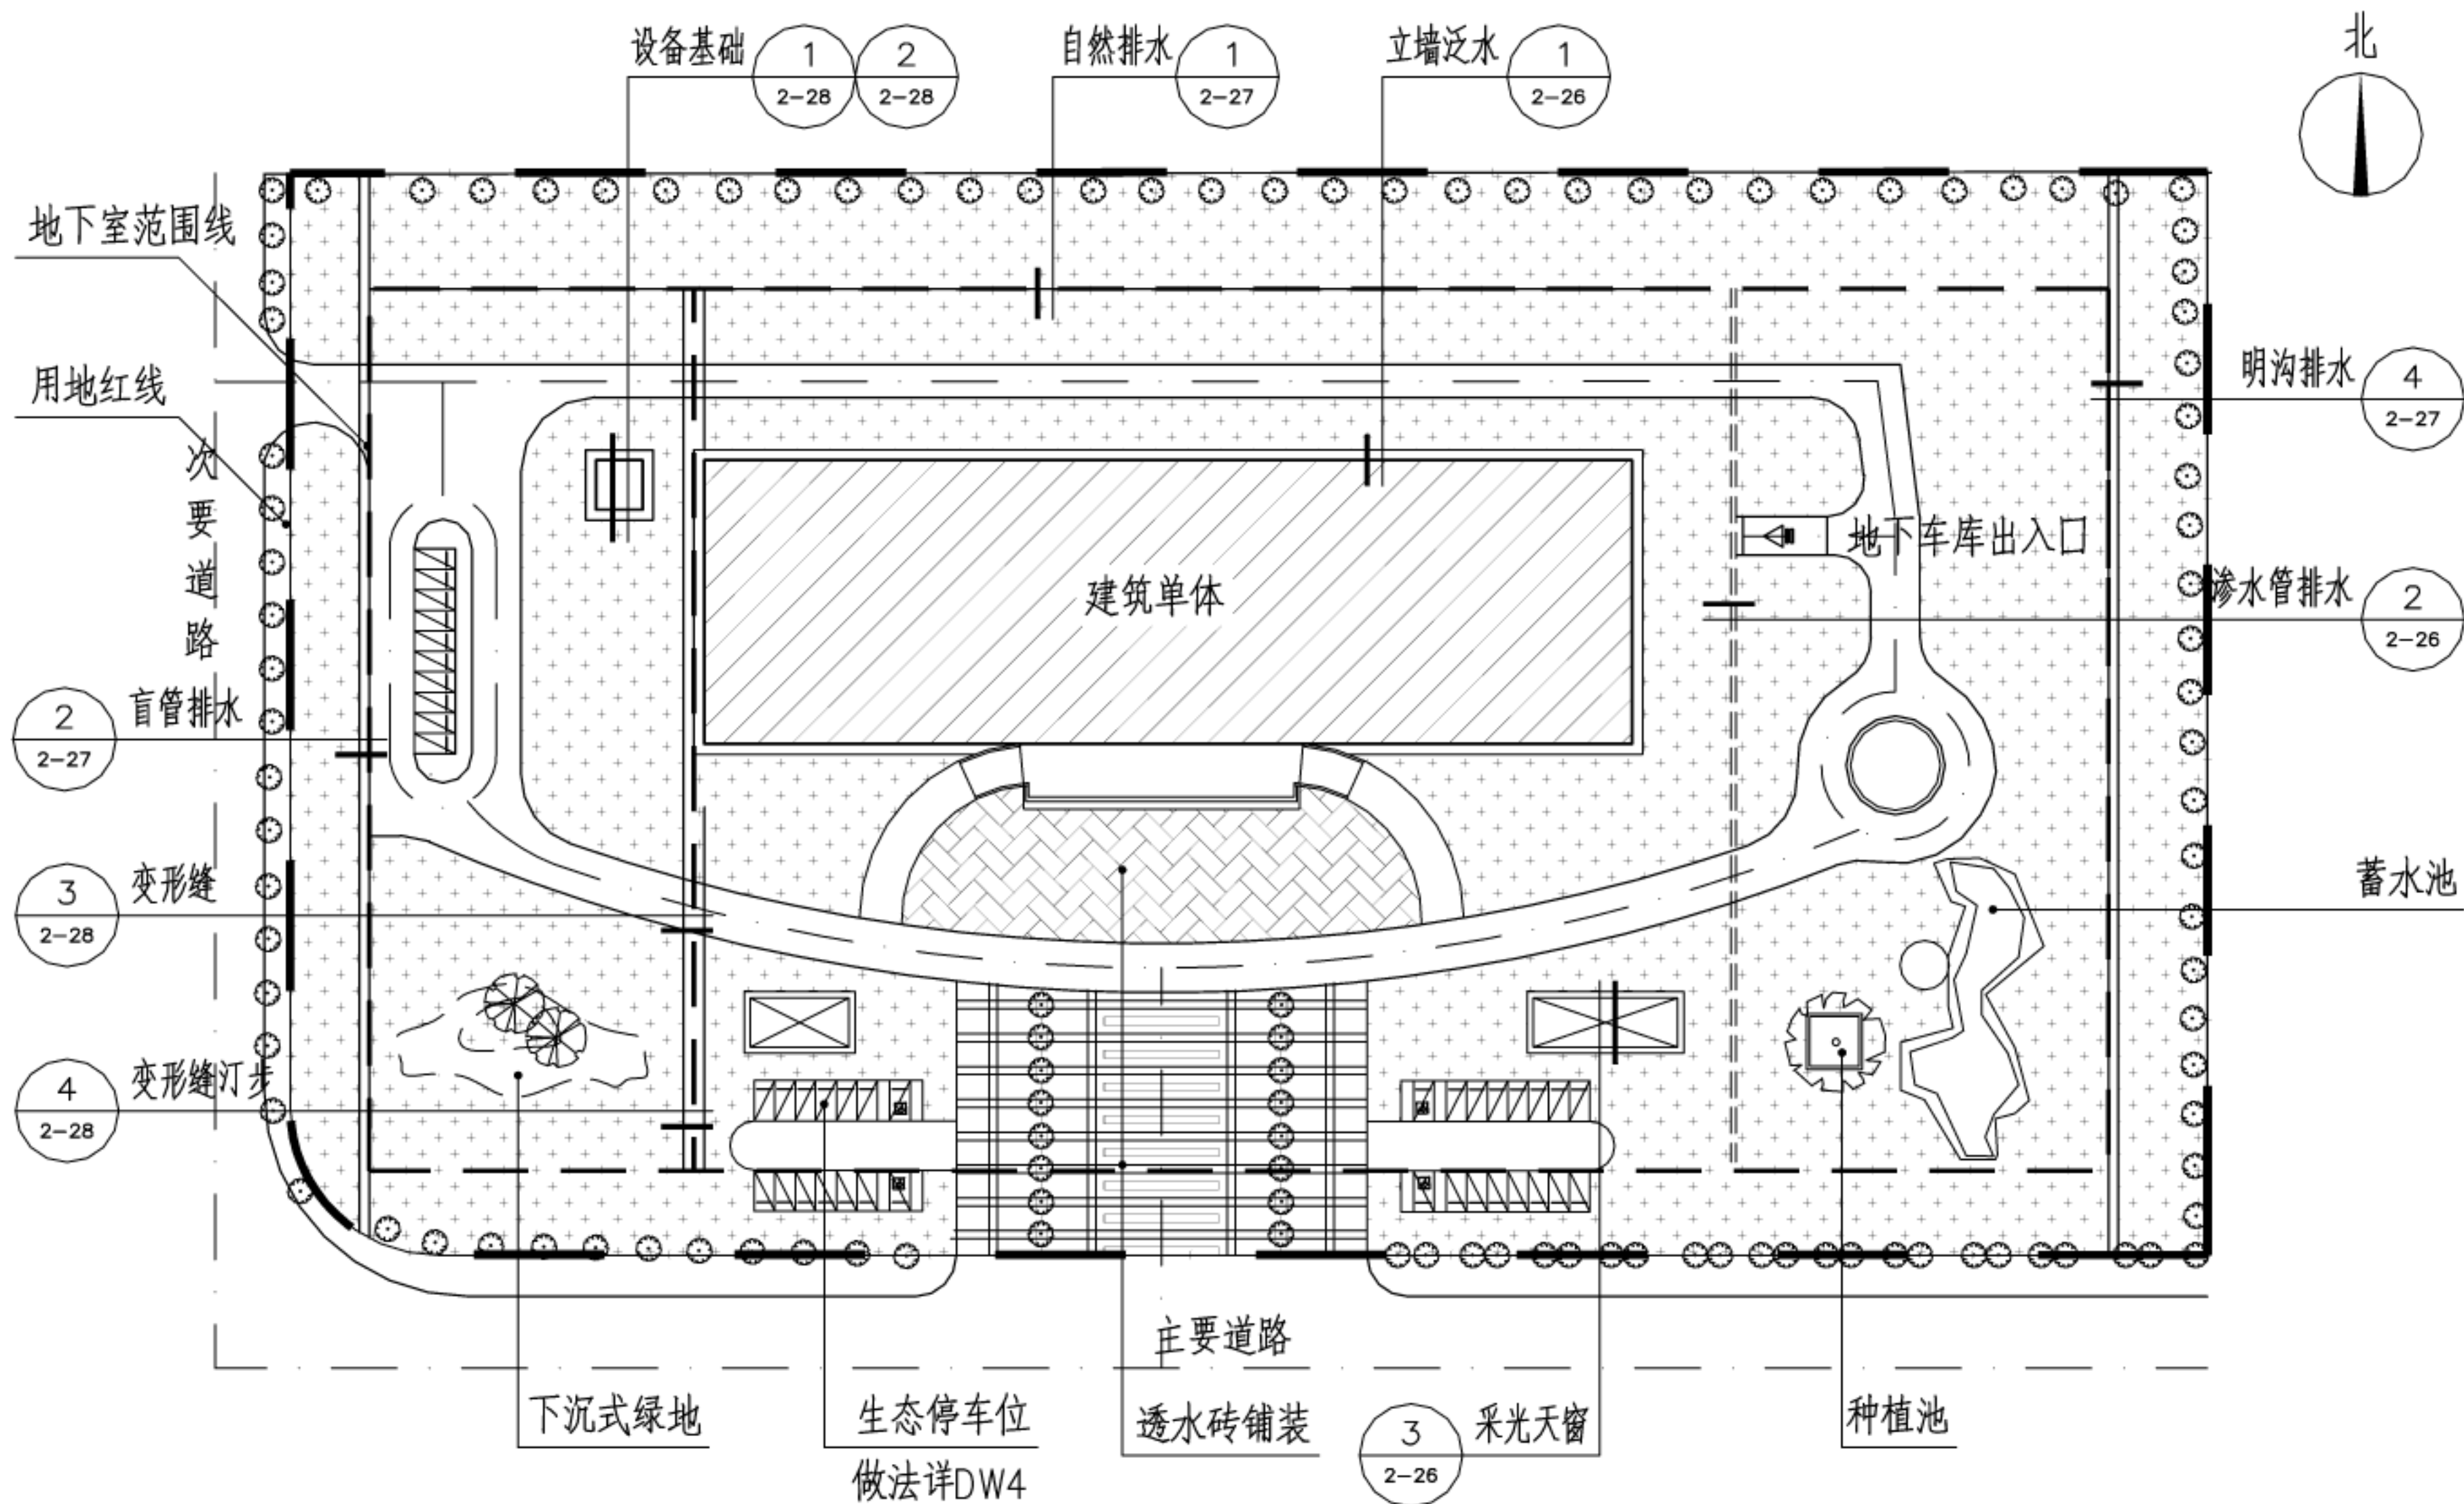 设备基础 1 2-28 2 2-28
自然排水 1 2-27
立墙泛水 1 2-26
北
地下室范围线
用地红线
次要道路
明沟排水 4 2-27
地下车库出入口
建筑单体
渗水管排水 2 2-26
2 2-27 盲管排水
3 2-28 变形缝
蓄水池
4 2-28 变形缝汀步
主要道路
下沉式绿地
生态停车位
做法详DW4
透水砖铺装
3 2-26 采光天窗
种植池